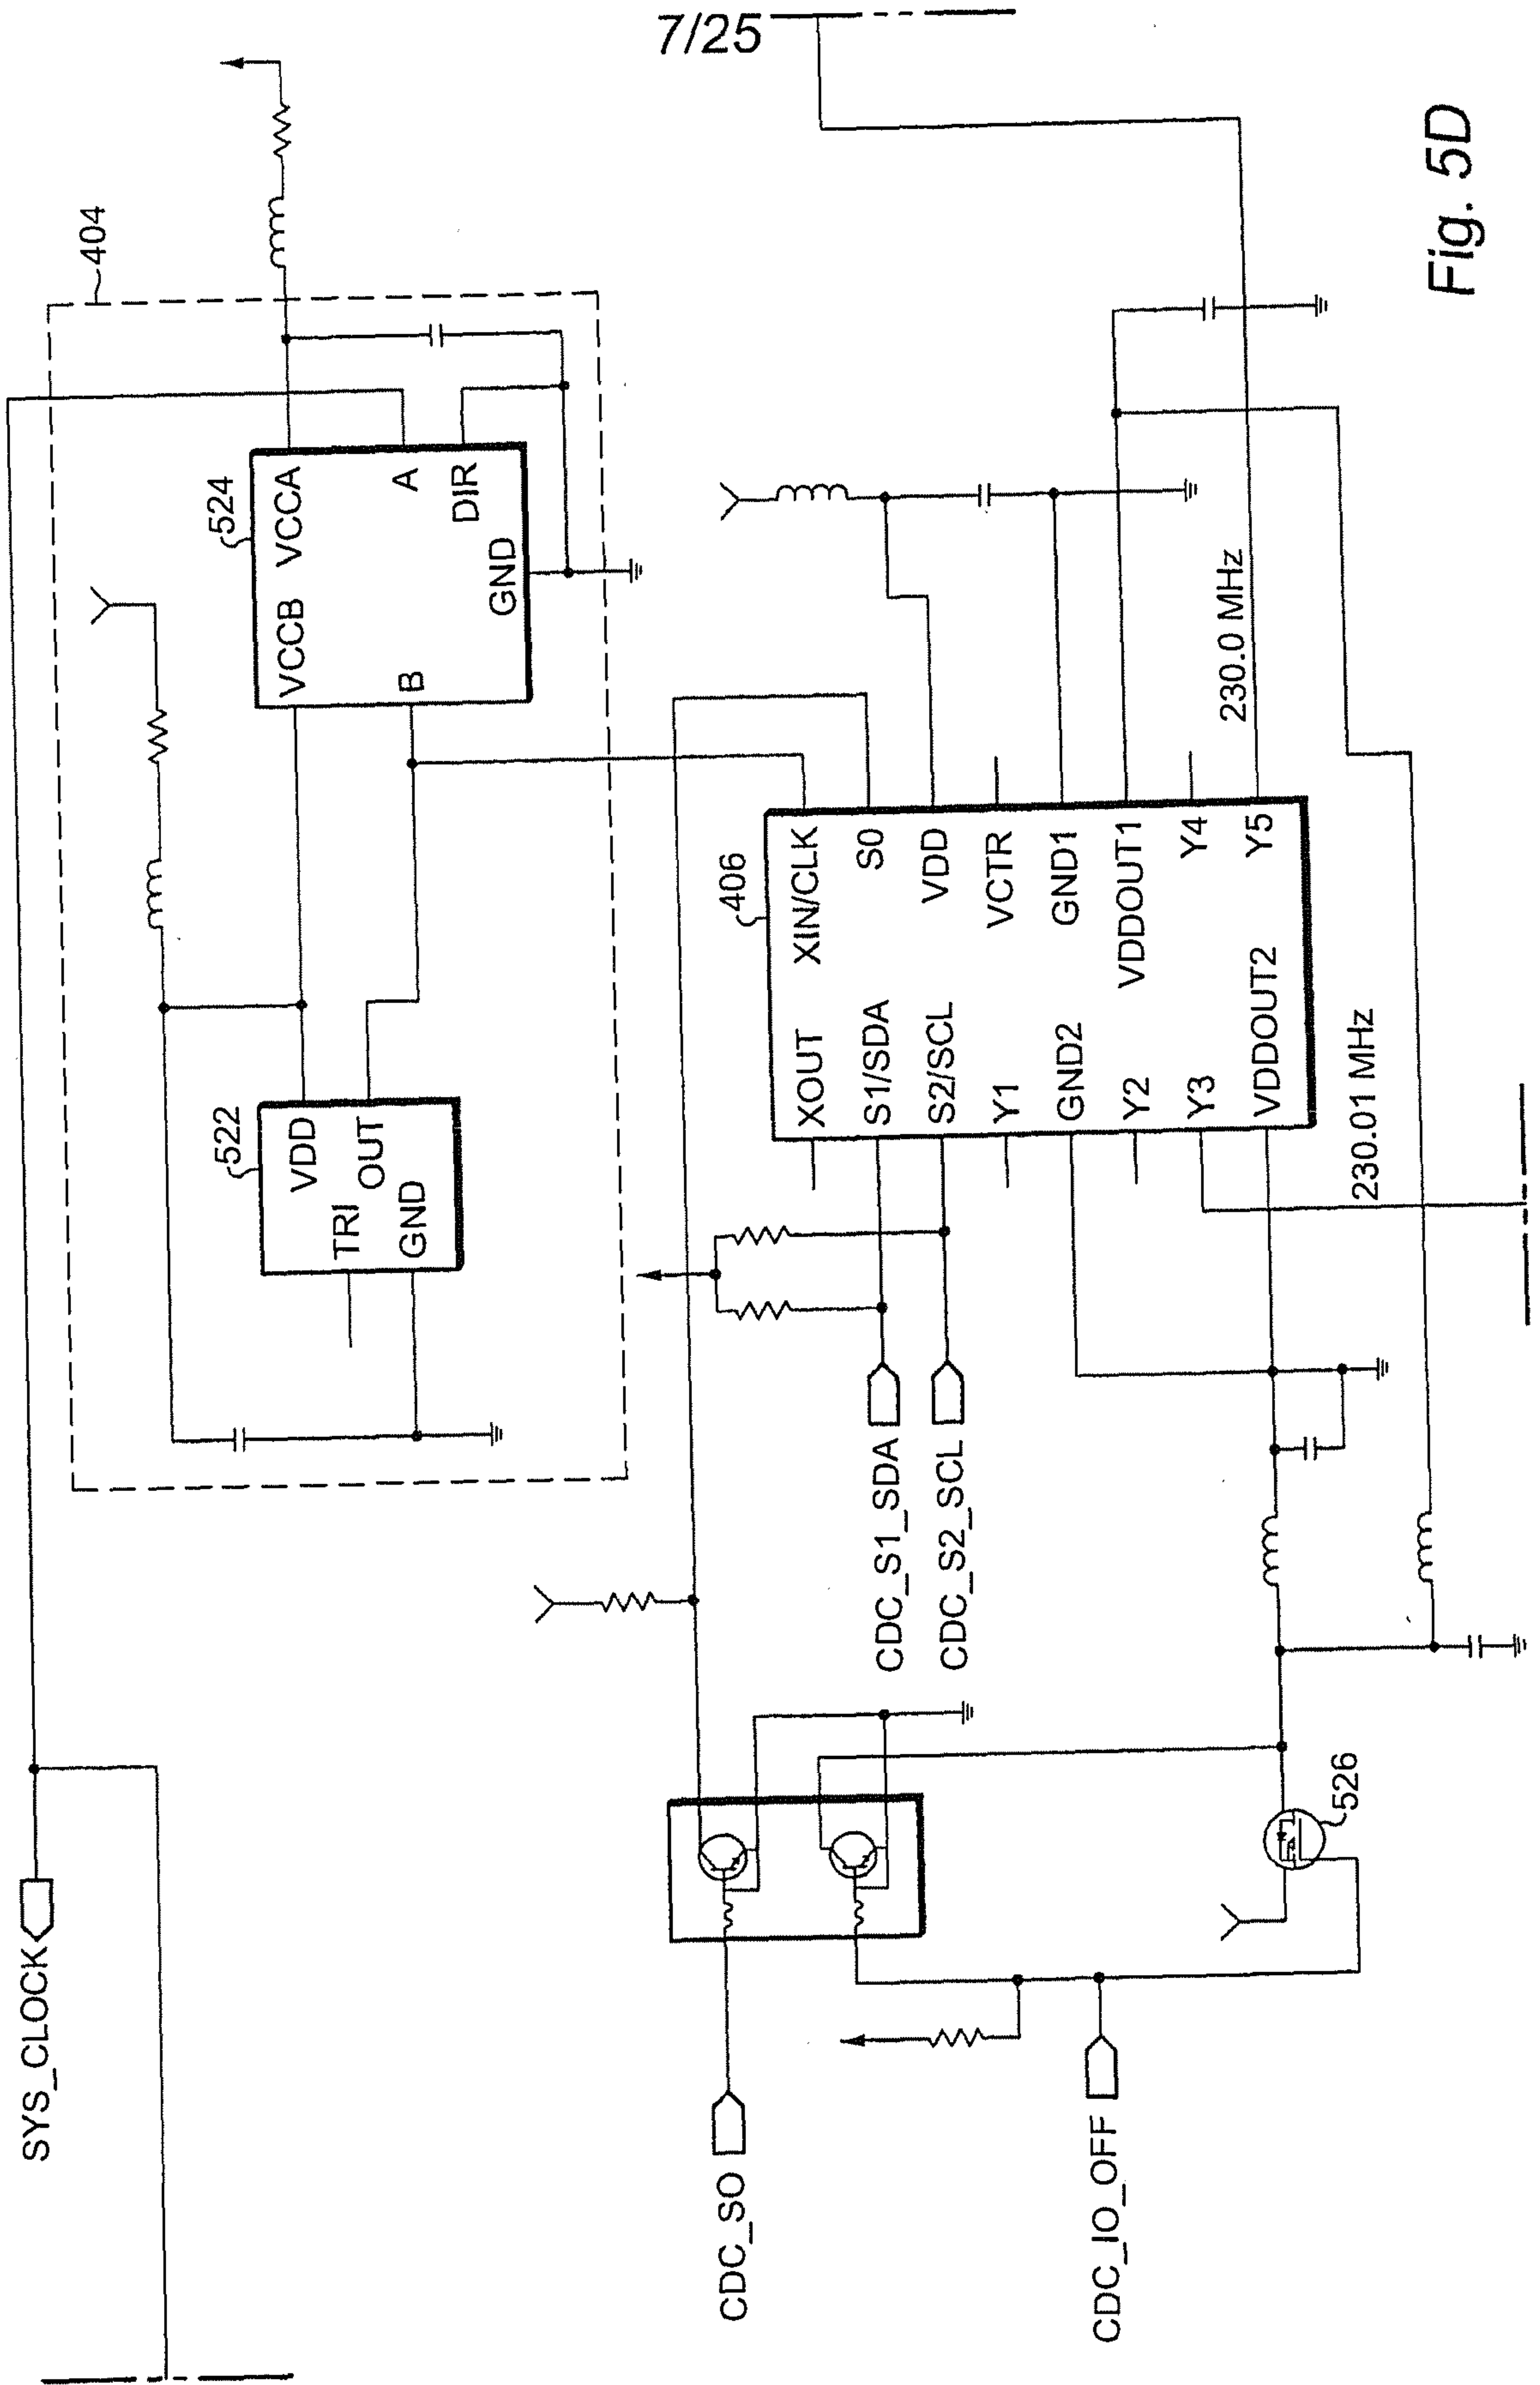 7/25
SYS_CLOCK
404
522
VDD
TRI
OUT
GND
524
VCCB VCCA
B
A
DIR
GND
406
XOUT
XIN/CLK
S1/SDA
S0
S2/SCL
VDD
Y1
VCTR
GND2
GND1
Y2
VDDOUT1
Y3
Y4
VDDOUT2
Y5
230.0 MHz
230.01 MHz
CDC_SO
CDC_S1_SDA
CDC_S2_SCL
CDC_IO_OFF
526
Fig. 5D